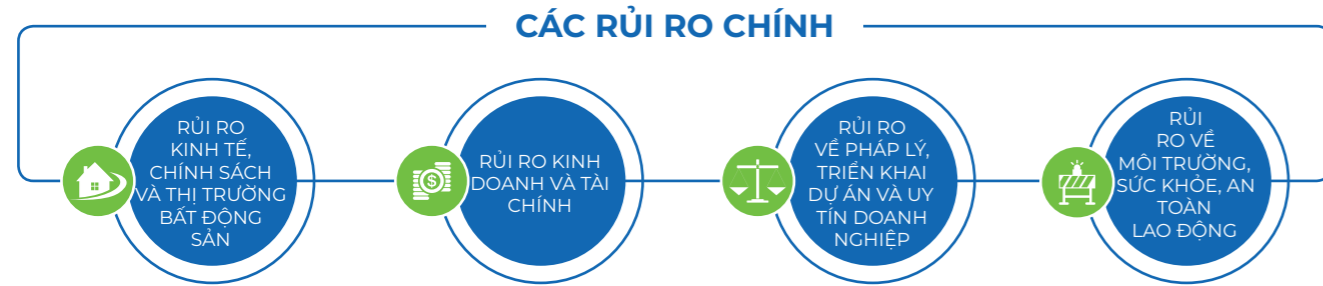 CÁC RỦI RO CHÍNH
RỦI RO
KINH TẾ,
CHÍNH SÁCH
VÀ THỊ TRƯỜNG
BẤT ĐỘNG
SẢN
RỦI RO KINH
DOANH VÀ TÀI
CHÍNH
RỦI RO
VỀ PHÁP LÝ,
TRIỂN KHAI
DỰ ÁN VÀ UY
TÍN DOANH
NGHIỆP
RỦI
RO VỀ
MÔI TRƯỜNG,
SỨC KHỎE, AN
TOÀN
LAO ĐỘNG